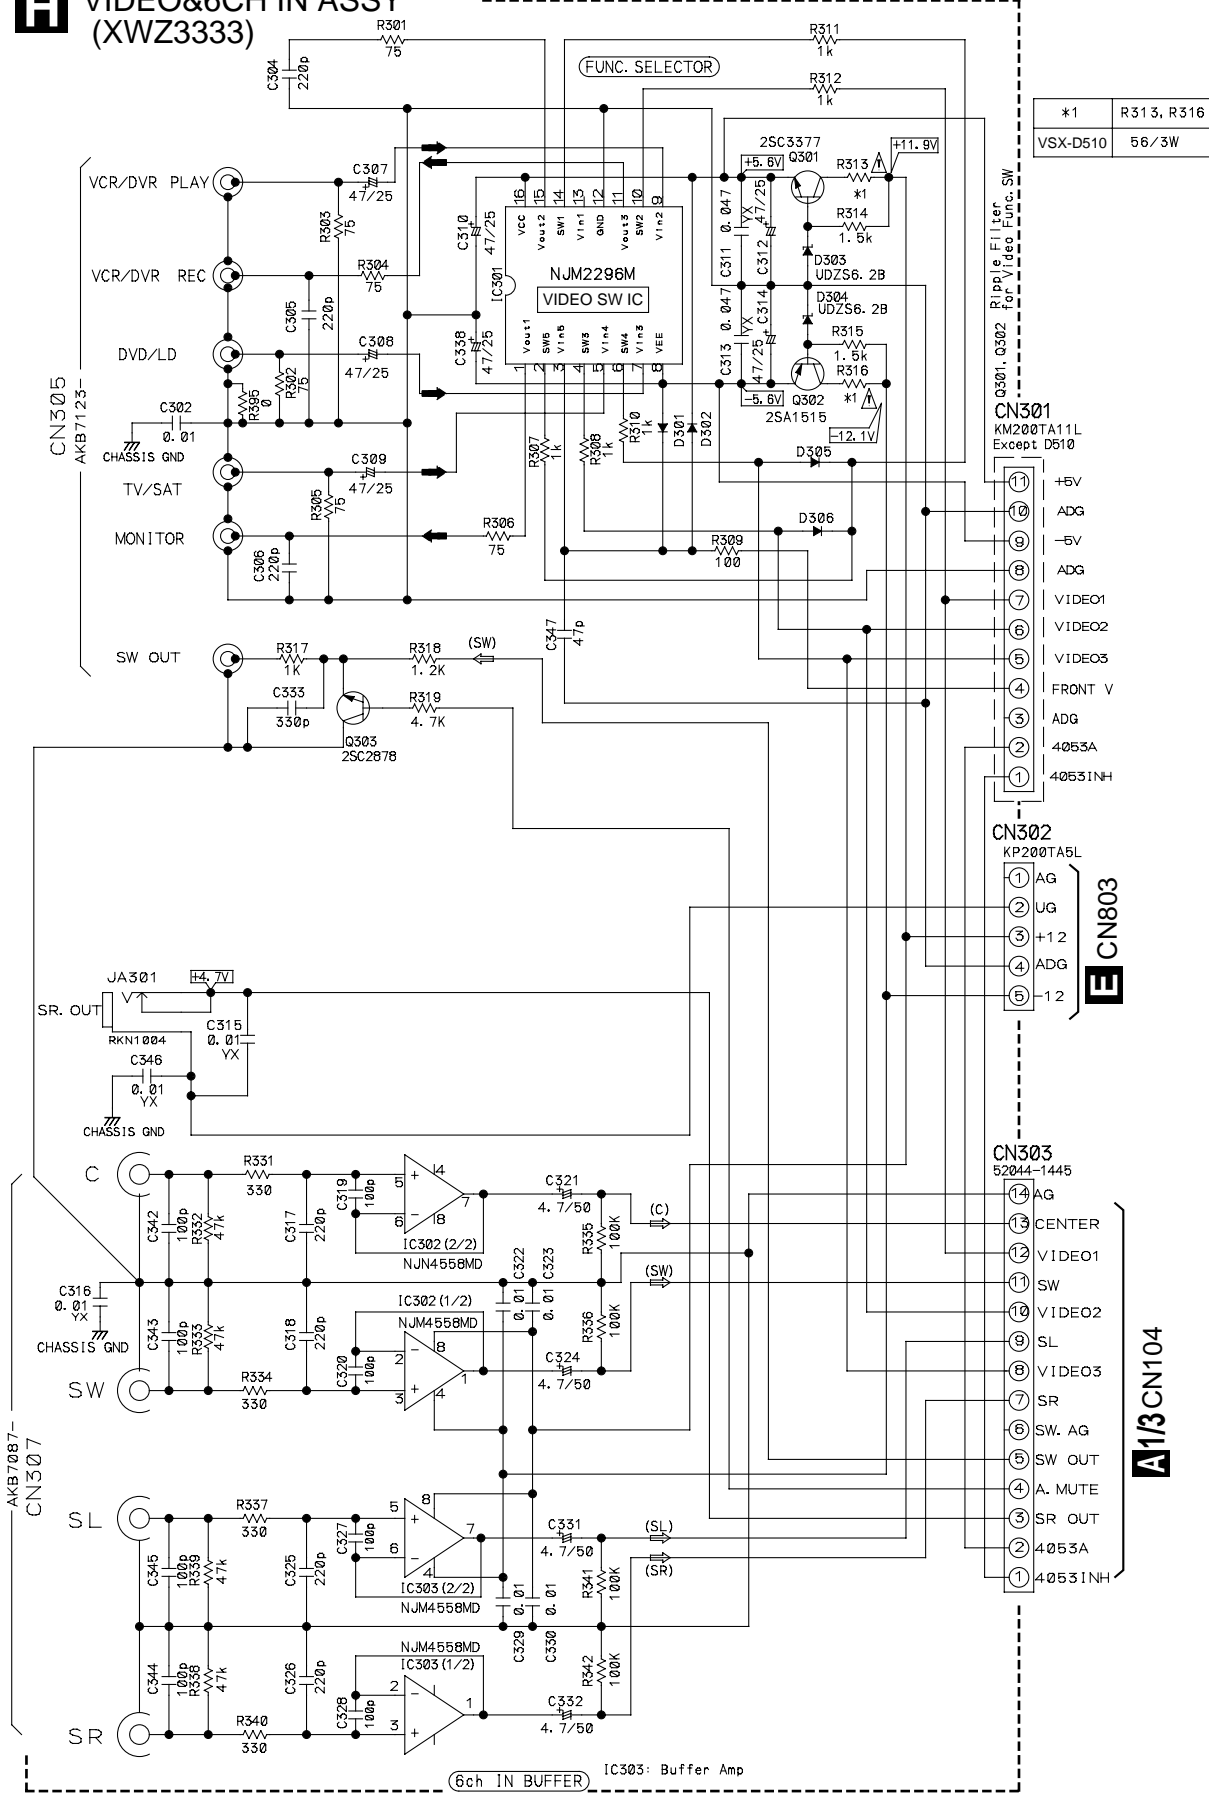 H VIDEO&6CH IN ASSY
(XWZ3333)
FUNC. SELECTOR
*1 R313, R316
VSX-D510 56/3W
R301
75
C304
220p
R311
1k
R312
1k
2SC3377
Q301
+5.6V
+11.9V
R313
*1
R314
1.5k
D303
UDZS6.2B
D304
UDZS6.2B
R315
1.5k
R316
*1
Q302
2SA1515
-5.6V
-12.1V
C311 0.047
YX
C312
47/25
C313 0.047
YX
C314
47/25
Q301, Q302 Ripple Filter
for Video Func. SW
CN305
AKB7123-
VCR/DVR PLAY
VCR/DVR REC
DVD/LD
TV/SAT
MONITOR
SW OUT
C307
47/25
R303
75
R304
75
C305
220p
C308
47/25
R302
75
R395
0
C302
0.01
CHASSIS GND
C309
47/25
R305
75
R306
75
C306
220p
C310
47/25
C338
47/25
16 15 14 13 12 11 10 9
VCC Vout2 SW1 Vin1 GND Vout3 SW2 Vin2
IC301
NJM2296M
VIDEO SW IC
Vout1 SW5 Vin5 SW3 Vin4 SW4 Vin3 VEE
1 2 3 4 5 6 7 8
R307
1k
R308
1k
R310
1k
D301
D302
D305
D306
R309
100
C347
47p
R317
1K
R318
1.2K
(SW)
C333
330p
R319
4.7K
Q303
2SC2878
CN301
KM200TA11L
Except D510
11 +5V
10 ADG
9 -5V
8 ADG
7 VIDEO1
6 VIDEO2
5 VIDEO3
4 FRONT V
3 ADG
2 4053A
1 4053INH
CN302
KP200TA5L
1 AG
2 UG
3 +12
4 ADG
5 -12
E CN803
JA301
+4.7V
SR. OUT
RKN1004
C315
0.01
YX
C346
0.01
YX
CHASSIS GND
CN303
52044-1445
14 AG
13 CENTER
12 VIDEO1
11 SW
10 VIDEO2
9 SL
8 VIDEO3
7 SR
6 SW. AG
5 SW OUT
4 A. MUTE
3 SR OUT
2 4053A
1 4053INH
A1/3 CN104
AKB7087-
CN307
C
SW
SL
SR
R331
330
C342
100p
R332
47k
C317
220p
C319
100p
4
5
6
7
8
IC302(2/2)
NJN4558MD
C321
4.7/50
R335
100K
(C)
C322
0.01
C323
0.01
(SW)
C316
0.01
YX
CHASSIS GND
C343
100p
R333
47k
C318
220p
IC302(1/2)
NJM4558MD
C320
100p
2
3
8
4
1
R336
100K
C324
4.7/50
R334
330
R337
330
C345
100p
R339
47k
C325
220p
C327
100p
5
6
8
4
7
IC303(2/2)
NJM4558MD
C331
4.7/50
(SL)
(SR)
R341
100K
C329
0.01
C330
0.01
C344
100p
R338
47k
C326
220p
NJM4558MD
IC303(1/2)
C328
100p
2
3
1
R342
100K
C332
4.7/50
R340
330
6ch IN BUFFER
IC303: Buffer Amp